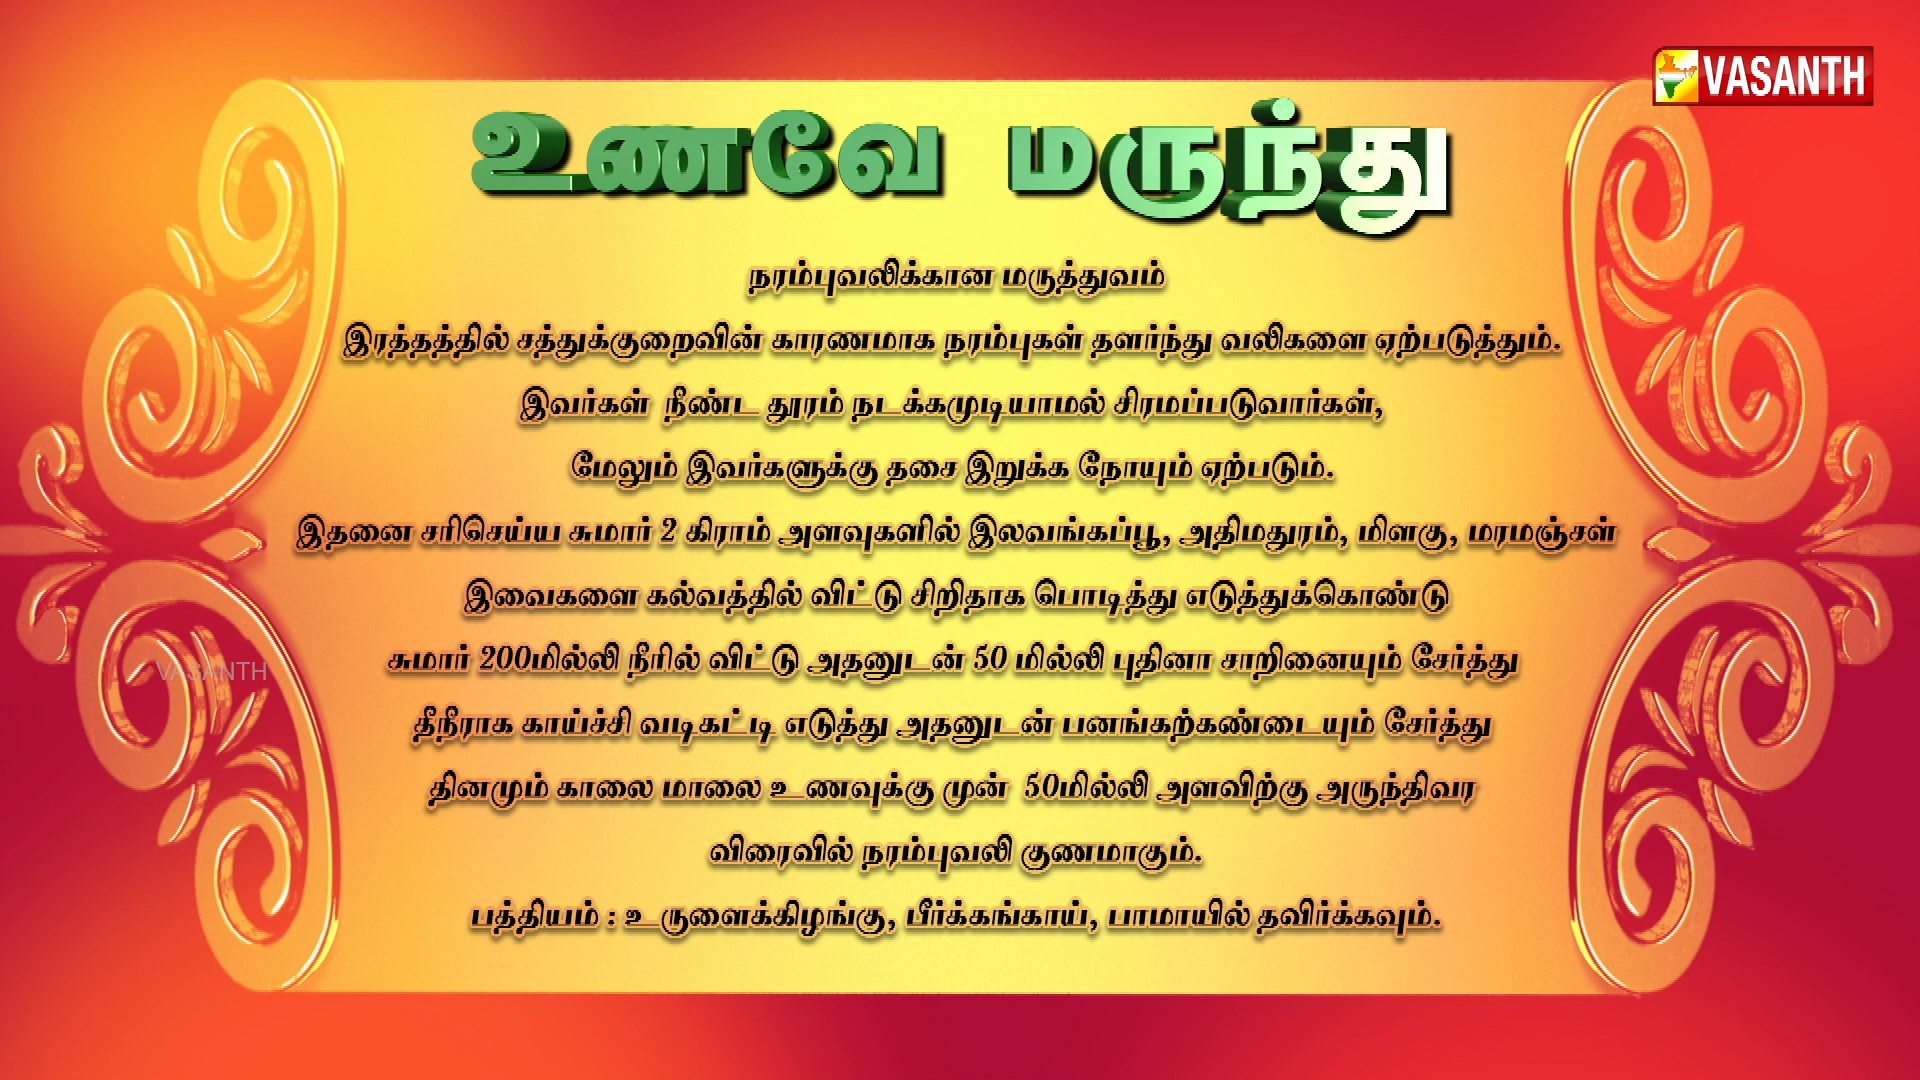 VASANTH
உணவே மருந்து
நரம்புவலிக்கான மருத்துவம்
இரத்தத்தில் சத்துக்குறைவின் காரணமாக நரம்புகள் தளர்ந்து வலிகளை ஏற்படுத்தும்.
இவர்கள் நீண்ட தூரம் நடக்கமுடியாமல் சிரமப்படுவார்கள்,
மேலும் இவர்களுக்கு தசை இறுக்க நோயும் ஏற்படும்.
இதனை சரிசெய்ய சுமார் 2 கிராம் அளவுகளில் இலவங்கப்பூ, அதிமதுரம், மிளகு, மரமஞ்சள்
இவைகளை கல்வத்தில் விட்டு சிறிதாக பொடித்து எடுத்துக்கொண்டு
சுமார் 200மில்லி நீரில் விட்டு அதனுடன் 50 மில்லி புதினா சாறினையும் சேர்த்து
VASANTH
தீநீராக காய்ச்சி வடிகட்டி எடுத்து அதனுடன் பனங்கற்கண்டையும் சேர்த்து
தினமும் காலை மாலை உணவுக்கு முன் 50மில்லி அளவிற்கு அருந்திவர
விரைவில் நரம்புவலி குணமாகும்.
பத்தியம் : உருளைக்கிழங்கு, பீர்க்கங்காய், பாமாயில் தவிர்க்கவும்.